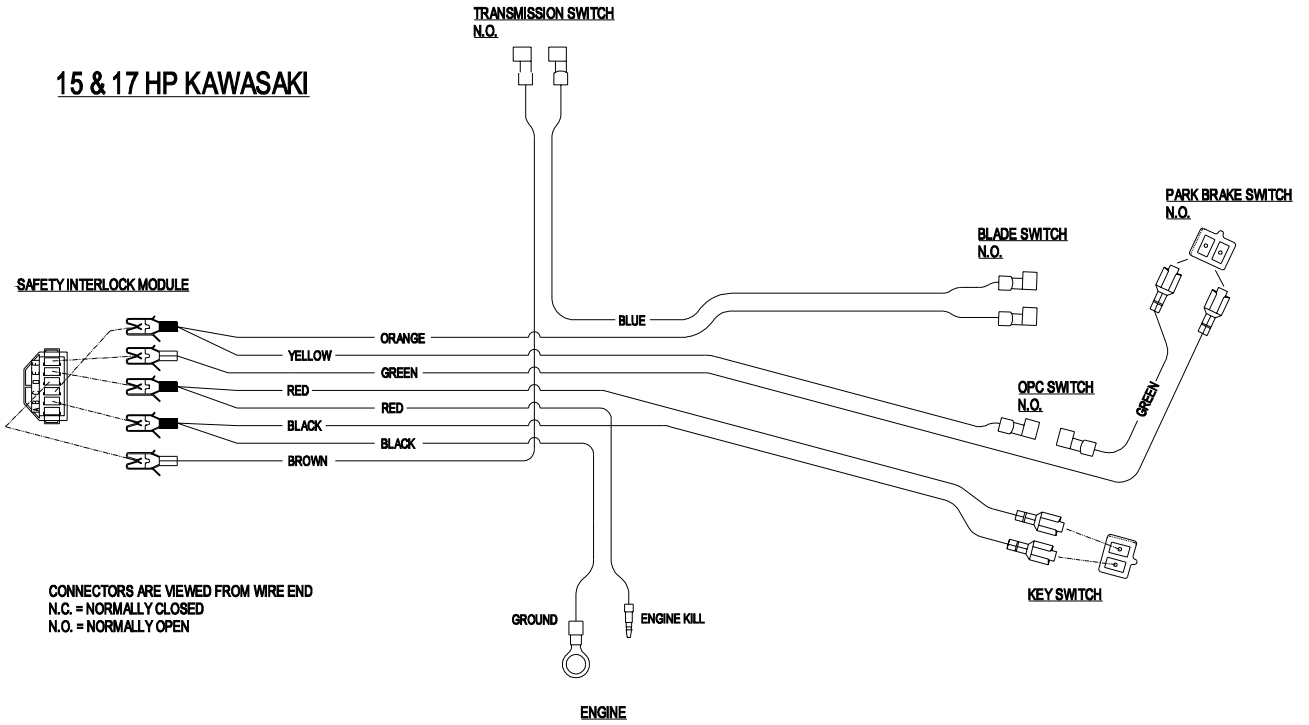 TRANSMISSION SWITCH
N.O.
15 & 17 HP KAWASAKI
PARK BRAKE SWITCH
N.O.
BLADE SWITCH
N.O.
SAFETY INTERLOCK MODULE
BLUE
ORANGE
YELLOW
GREEN
RED
RED
BLACK
BLACK
BROWN
OPC SWITCH
N.O.
GREEN
CONNECTORS ARE VIEWED FROM WIRE END
N.C. = NORMALLY CLOSED
N.O. = NORMALLY OPEN
KEY SWITCH
GROUND
ENGINE KILL
ENGINE